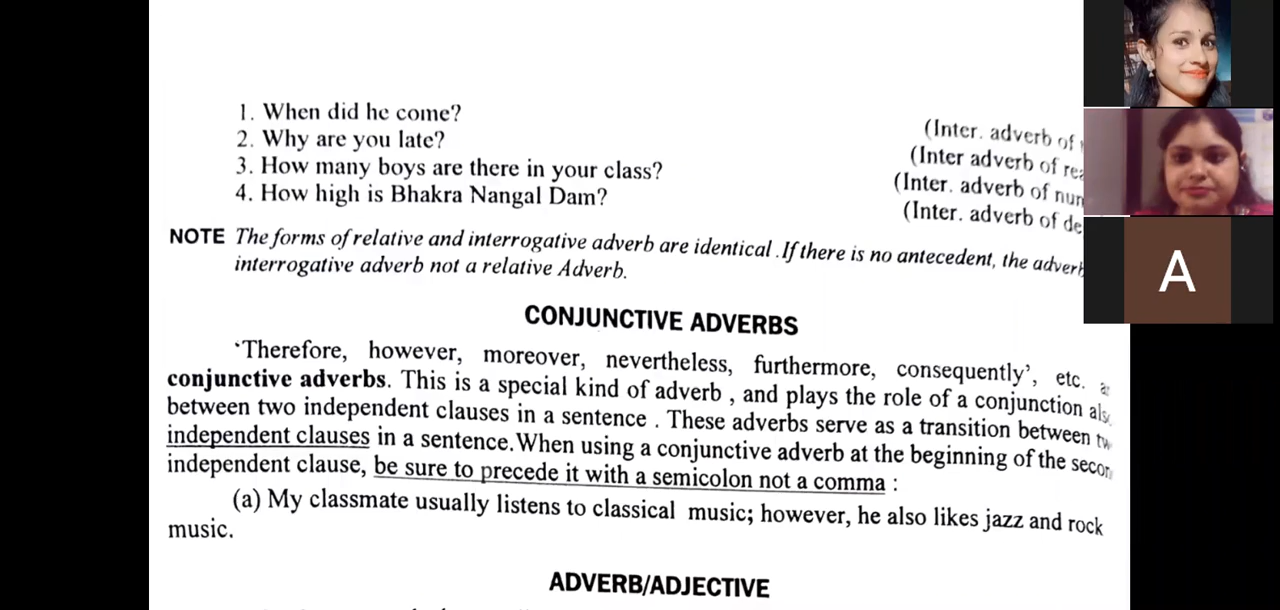 1. When did he come?
(Inter. adverb of
2. Why are you late?
(Inter adverb of
3. How many boys are there in your class?
(Inter. adverb of
4. How high is Bhakra Nangal Dam?
(Inter. adverb of
NOTE The forms of relative and interrogative adverb are identical .If there is no antecedent, the adverb
interrogative adverb not a relative Adverb.
CONJUNCTIVE ADVERBS
‘Therefore, however, moreover, nevertheless, furthermore, consequently’, etc.
conjunctive adverbs. This is a special kind of adverb , and plays the role of a conjunction also
between two independent clauses in a sentence . These adverbs serve as a transition between
independent clauses in a sentence.When using a conjunctive adverb at the beginning of the
independent clause, be sure to precede it with a semicolon not a comma :
(a) My classmate usually listens to classical music; however, he also likes jazz and rock
music.
ADVERB/ADJECTIVE
A